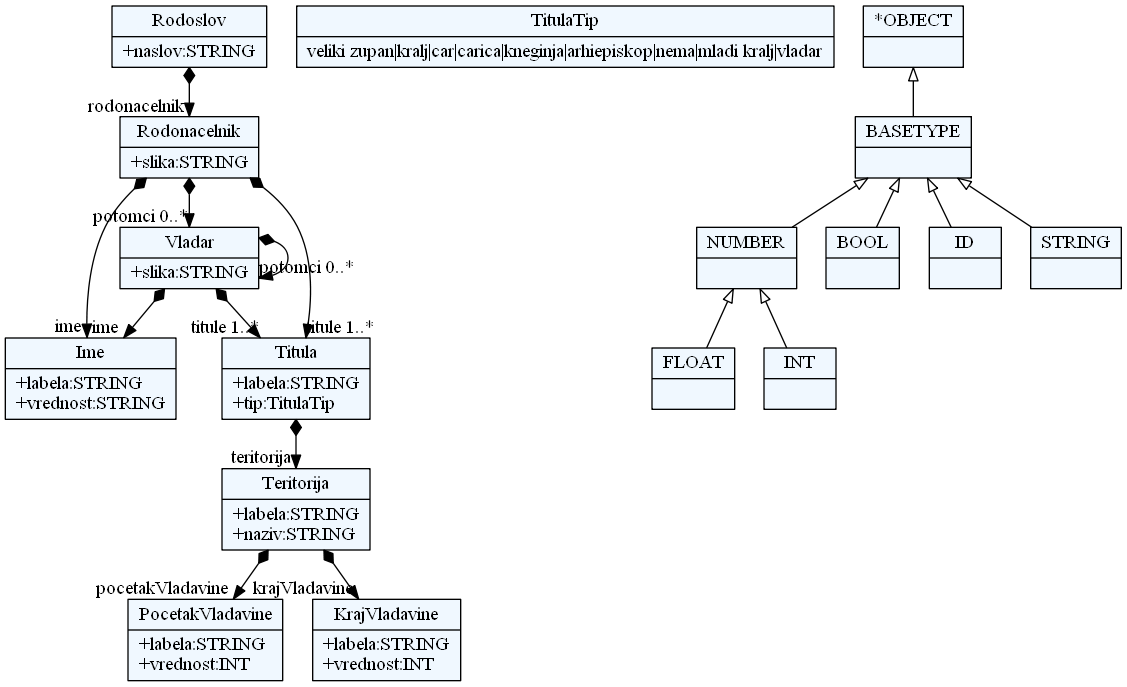 Rodoslov
+naslov:STRING
TitulaTip
veliki zupan|kralj|car|carica|kneginja|arhiepiskop|nema|mladi kralj|vladar
*OBJECT
rodonacelnik
Rodonacelnik
+slika:STRING
BASETYPE
potomci 0..*
Vladar
+slika:STRING
potomci 0..*
NUMBER
BOOL
ID
STRING
ime
ime
titule 1..*
titule 1..*
Ime
+labela:STRING
+vrednost:STRING
Titula
+labela:STRING
+tip:TitulaTip
FLOAT
INT
teritorija
Teritorija
+labela:STRING
+naziv:STRING
pocetakVladavine
krajVladavine
PocetakVladavine
+labela:STRING
+vrednost:INT
KrajVladavine
+labela:STRING
+vrednost:INT